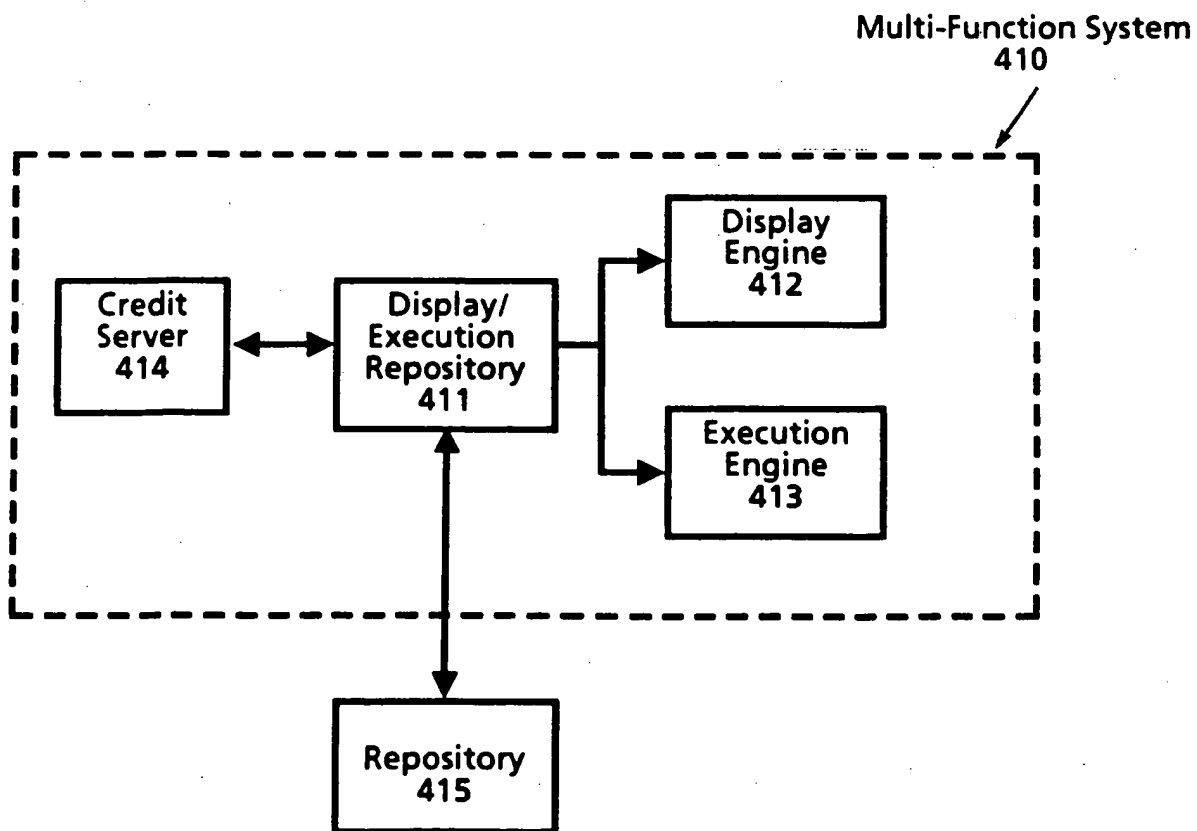 Multi-Function System
410
Display
Engine
412
Credit
Server
414
Display/
Execution
Repository
411
Execution
Engine
413
Repository
415